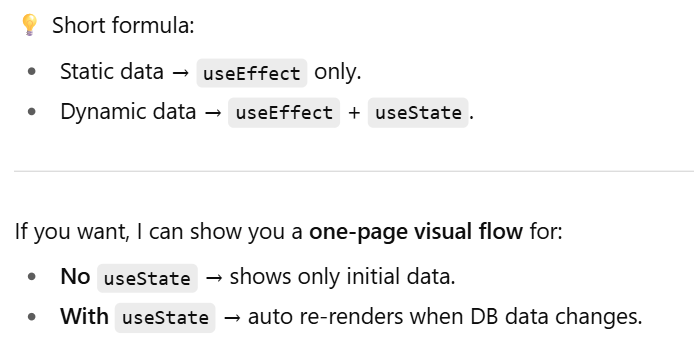 💡 Short formula:
• Static data → useEffect only.
• Dynamic data → useEffect + useState.
If you want, I can show you a one-page visual flow for:
• No useState → shows only initial data.
• With useState → auto re-renders when DB data changes.